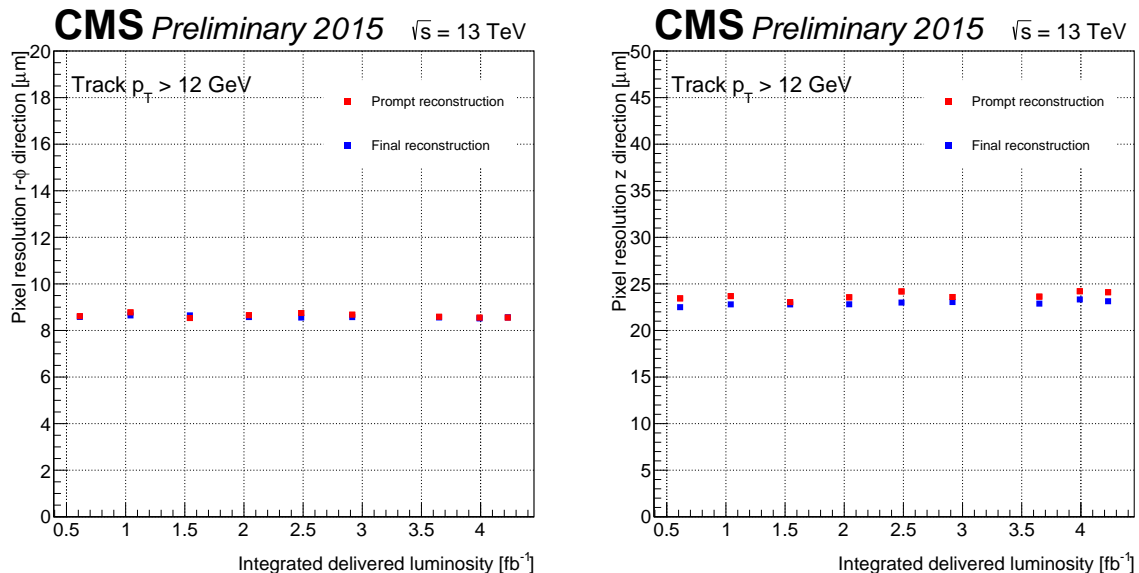 CMS Preliminary 2015 √s = 13 TeV
Pixel resolution r-ϕ direction [μm]
20
18
16
14
12
10
8
6
4
2
0
Track pT > 12 GeV
Prompt reconstruction
Final reconstruction
0.5 1 1.5 2 2.5 3 3.5 4
Integrated delivered luminosity [fb-1]
CMS Preliminary 2015 √s = 13 TeV
Pixel resolution z direction [μm]
50
45
40
35
30
25
20
15
10
5
0
Track pT > 12 GeV
Prompt reconstruction
Final reconstruction
0.5 1 1.5 2 2.5 3 3.5 4
Integrated delivered luminosity [fb-1]